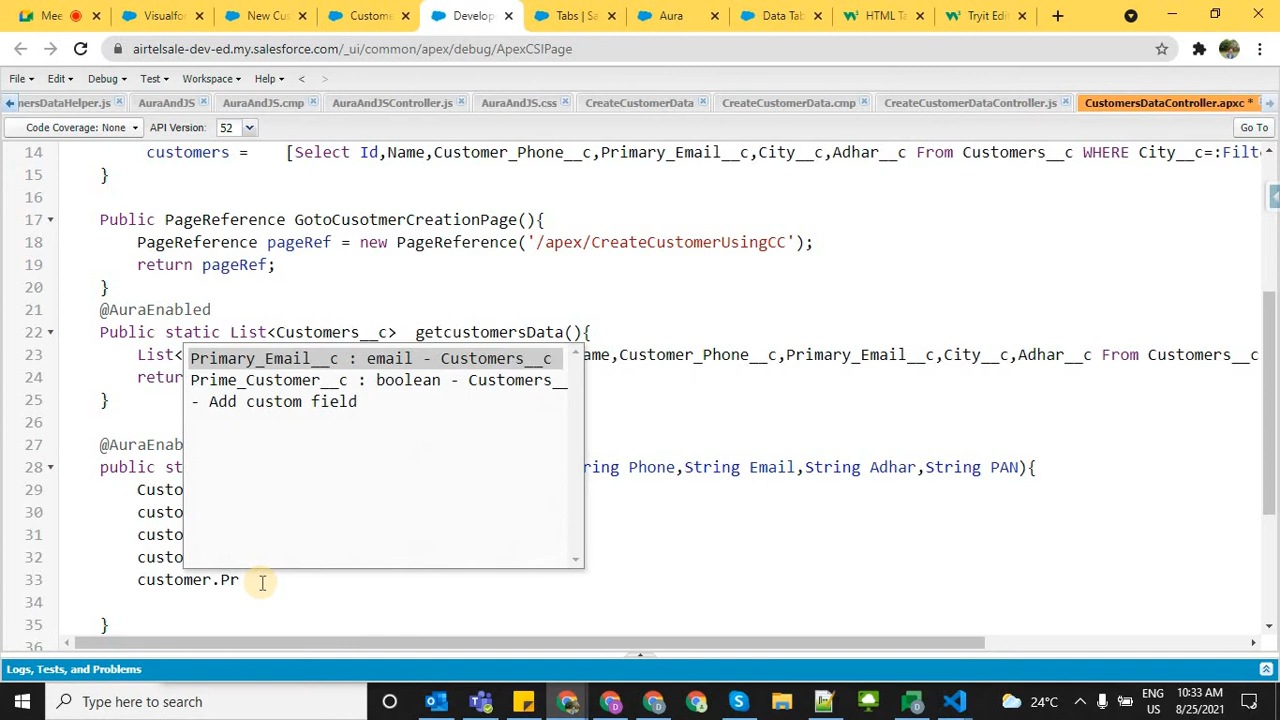 Mee
Visualfor
New Cus
Custome
Develop
Tabs | Sa
Aura
Data Tab
HTML Ta
Tryit Edit
airtelsale-dev-ed.my.salesforce.com/_ui/common/apex/debug/ApexCSIPage
File Edit Debug Test Workspace Help < >
mersDataHelper.js AuraAndJS AuraAndJS.cmp AuraAndJSController.js AuraAndJS.css CreateCustomerData CreateCustomerData.cmp CreateCustomerDataController.js CustomersDataController.apxc *
Code Coverage: None API Version: 52 Go To
14 customers = [Select Id,Name,Customer_Phone__c,Primary_Email__c,City__c,Adhar__c From Customers__c WHERE City__c=:Filt
15 }
16
17 Public PageReference GotoCusotmerCreationPage(){
18 PageReference pageRef = new PageReference('/apex/CreateCustomerUsingCC');
19 return pageRef;
20 }
21 @AuraEnabled
22 Public static List<Customers__c> getcustomersData(){
23 List< ame,Customer_Phone__c,Primary_Email__c,City__c,Adhar__c From Customers__c
24 retur
25 }
26
27 @AuraEnab
28 public st ring Phone,String Email,String Adhar,String PAN){
29 Custo
30 custo
31 custo
32 custo
33 customer.Pr
34
35 }
36
Primary_Email__c : email - Customers__c
Prime_Customer__c : boolean - Customers__
- Add custom field
Logs, Tests, and Problems
Type here to search
24°C
ENG
US
10:33 AM
8/25/2021